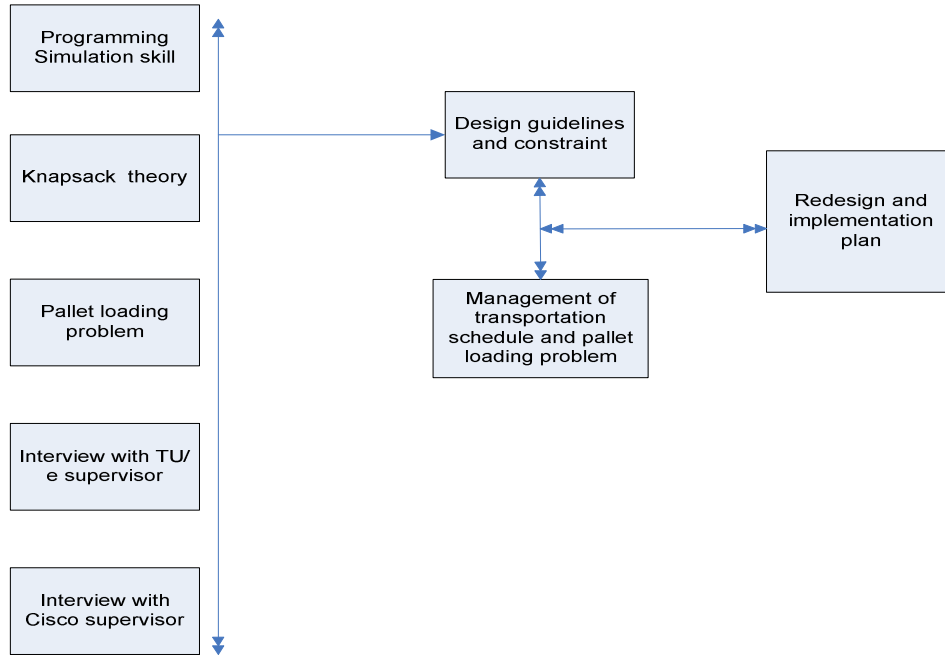 Programming
Simulation skill
Knapsack theory
Pallet loading
problem
Interview with TU/
e supervisor
Interview with
Cisco supervisor
Design guidelines
and constraint
Management of
transportation
schedule and pallet
loading problem
Redesign and
implementation
plan